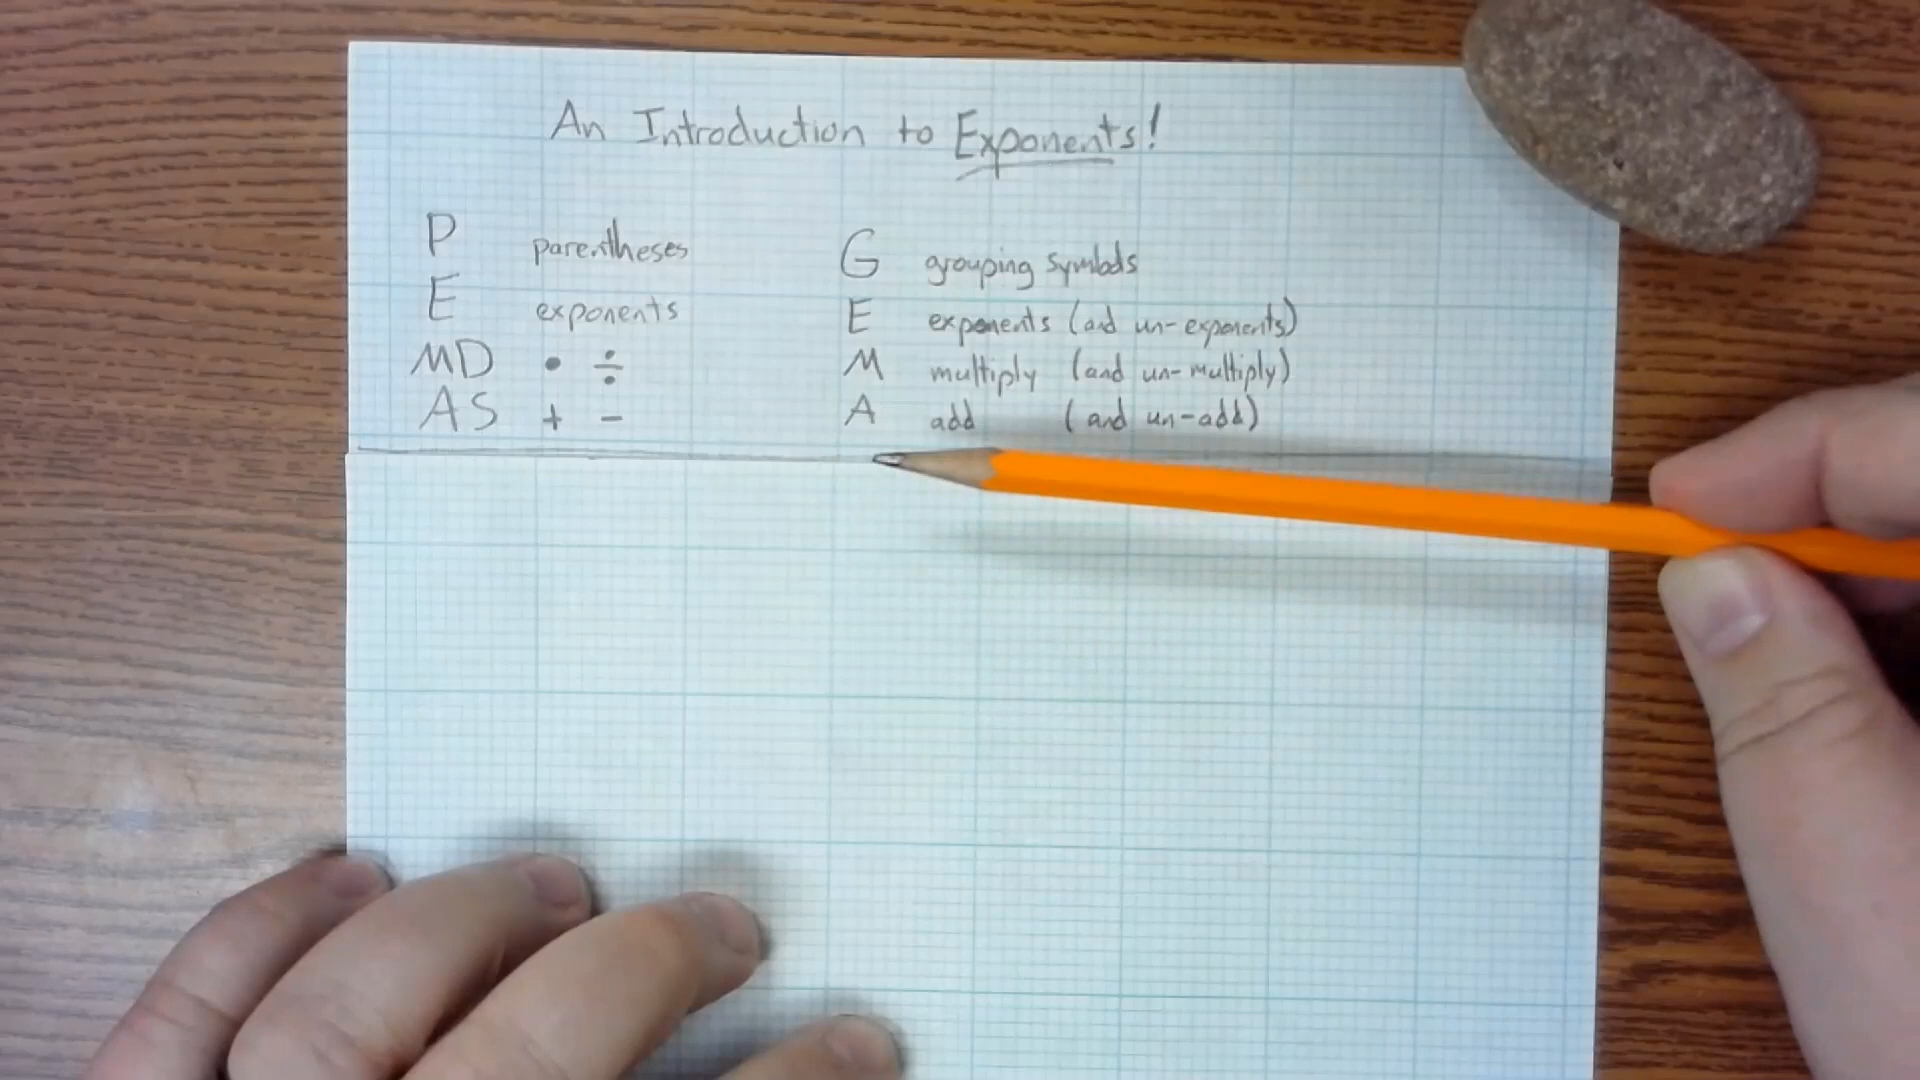 An Introduction to Exponents!
P parentheses
E exponents
MD • ÷
AS + -
G grouping symbols
E exponents (and un-exponents)
M multiply (and un-multiply)
A add (and un-add)